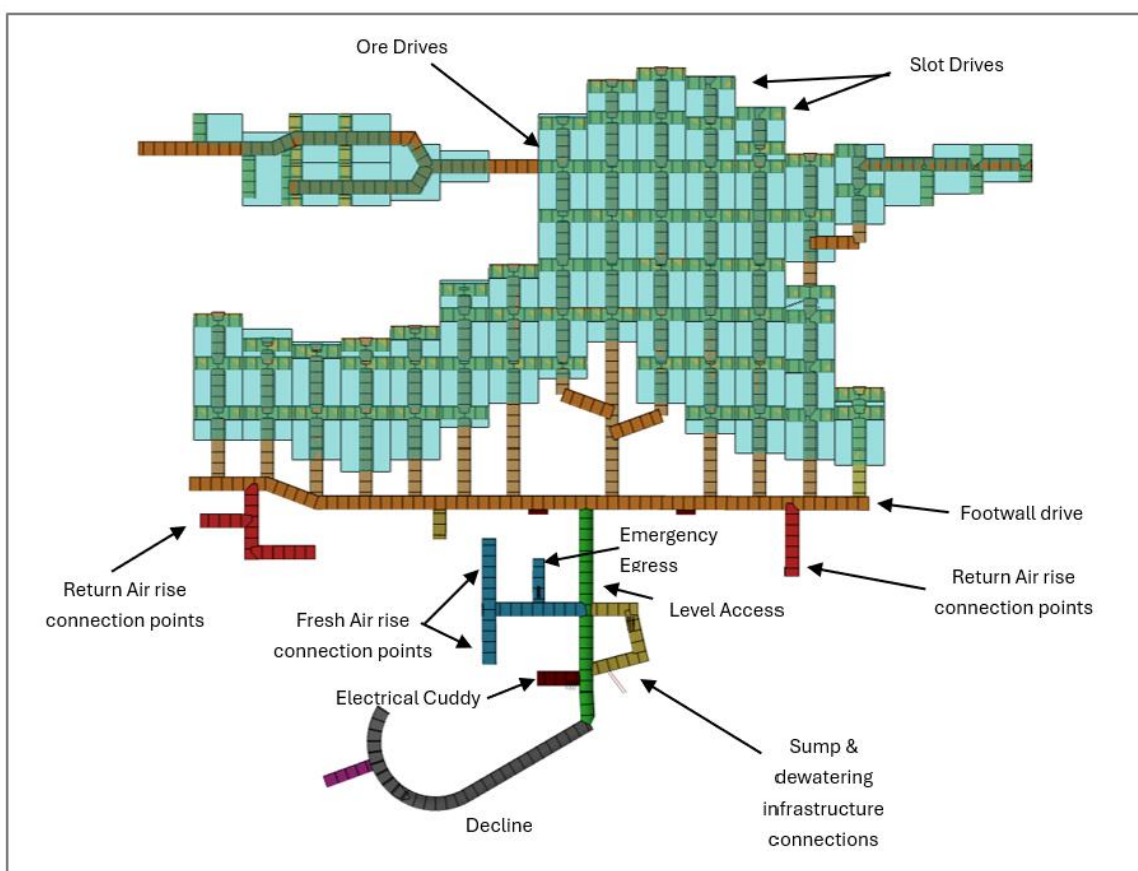 Ore Drives
Slot Drives
Footwall drive
Emergency
Egress
Return Air rise
connection points
Level Access
Return Air rise
connection points
Fresh Air rise
connection points
Electrical Cuddy
Sump &
dewatering
infrastructure
connections
Decline